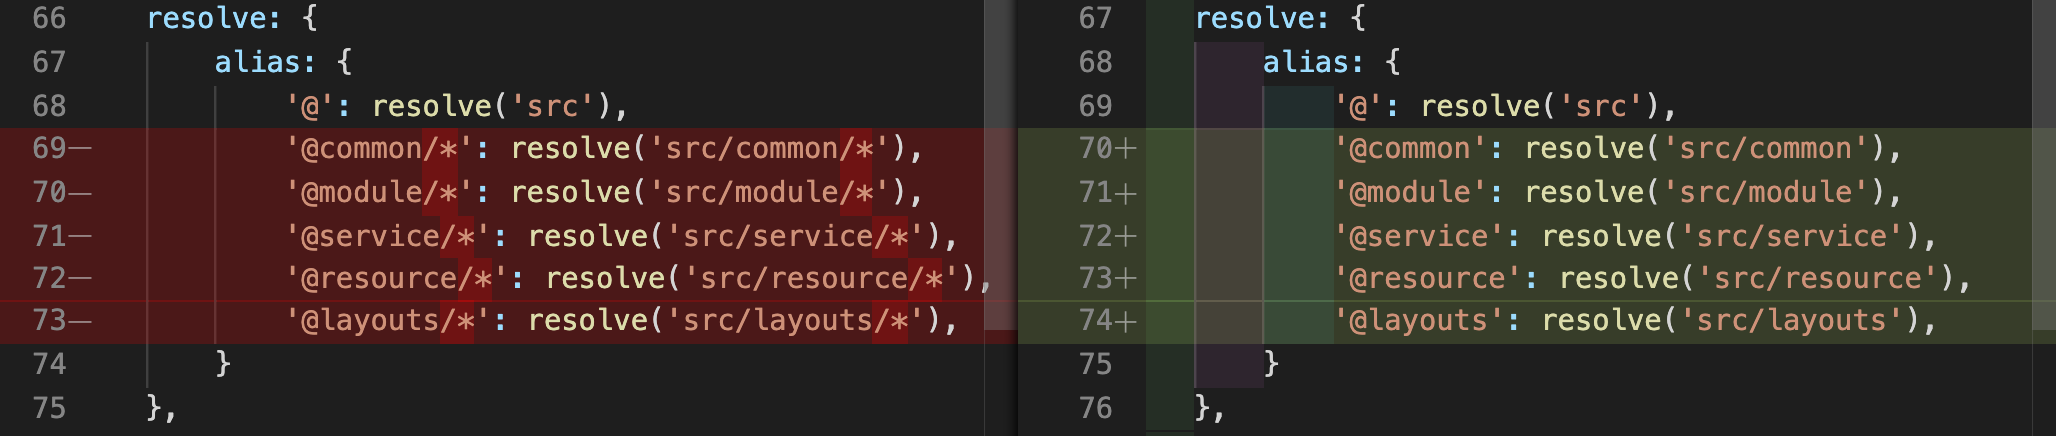 66 resolve: {
67 alias: {
68 '@': resolve('src'),
69— '@common/*': resolve('src/common/*'),
70— '@module/*': resolve('src/module/*'),
71— '@service/*': resolve('src/service/*'),
72— '@resource/*': resolve('src/resource/*'),
73— '@layouts/*': resolve('src/layouts/*'),
74 }
75 },
67 resolve: {
68 alias: {
69 '@': resolve('src'),
70+ '@common': resolve('src/common'),
71+ '@module': resolve('src/module'),
72+ '@service': resolve('src/service'),
73+ '@resource': resolve('src/resource'),
74+ '@layouts': resolve('src/layouts'),
75 }
76 },